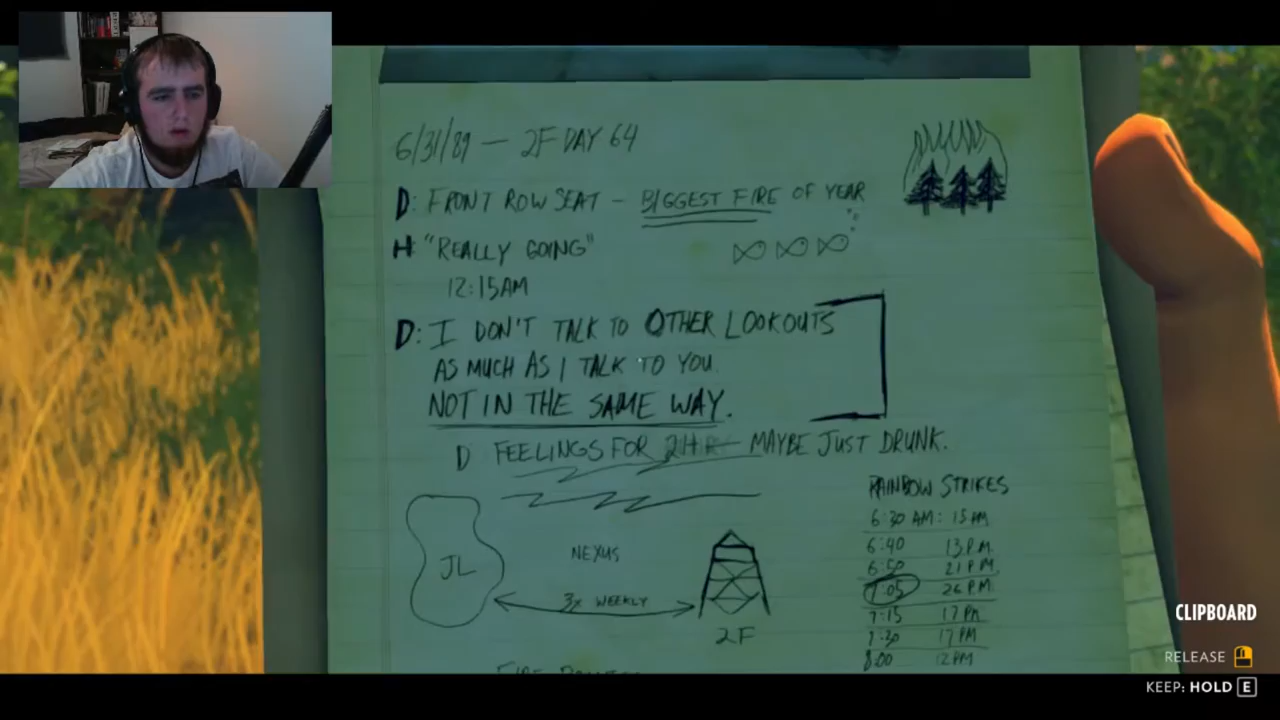 6/31/89 — 2F DAY 64
D: FRONT ROW SEAT – BIGGEST FIRE OF YEAR
H: "REALLY GOING"
12:15AM
D: I DON'T TALK TO OTHER LOOKOUTS
AS MUCH AS I TALK TO YOU.
NOT IN THE SAME WAY.
D FEELINGS FOR MAYBE JUST DRUNK.
JL
NEXUS
3x WEEKLY
2F
RAINBOW STRIKES
6:30 AM: 15 PM
6:40 13 P.M.
6:50 21 P.M.
7:05 26 P.M.
7:15 17 PM
7:30 17 PM
8:00 12 PM
CLIPBOARD
RELEASE
KEEP: HOLD E